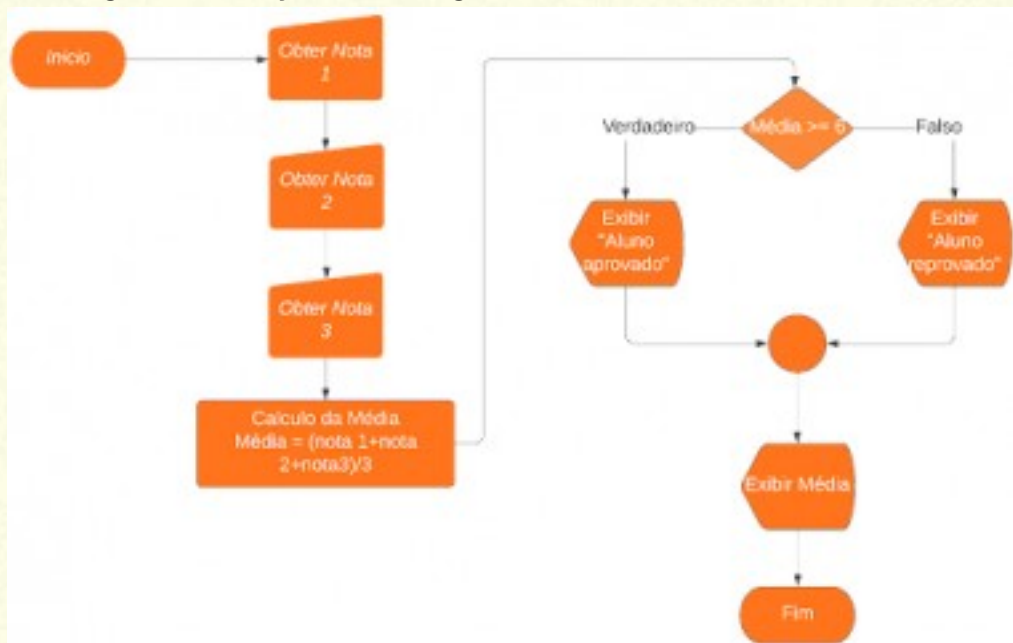 Inicio
Obter Nota
1
Obter Nota
2
Obter Nota
3
Calculo da Média
Média = (nota 1+nota
2+nota3)/3
Média >= 6
Verdadeiro
Falso
Exibir
"Aluno
aprovado"
Exibir
"Aluno
reprovado"
Exibir Média
Fim